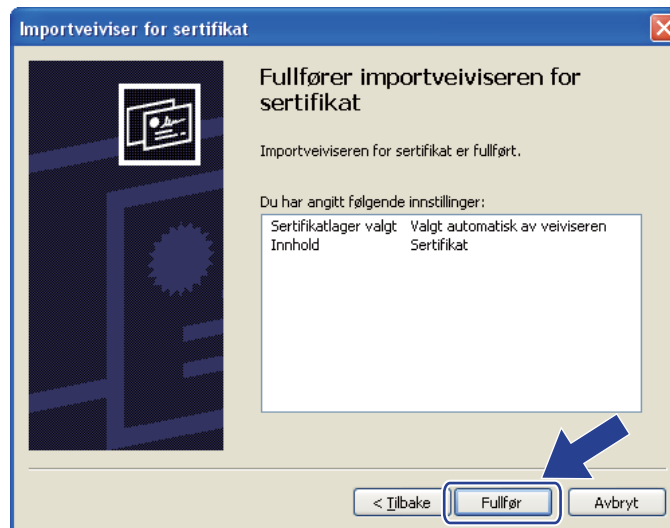 Importveiviser for sertifikat
Fullfører importveiviseren for
sertifikat
Importveiviseren for sertifikat er fullført.
Du har angitt følgende innstillinger:
Sertifikatlager valgt Valgt automatisk av veiviseren
Innhold Sertifikat
< Tilbake Fullfør Avbryt